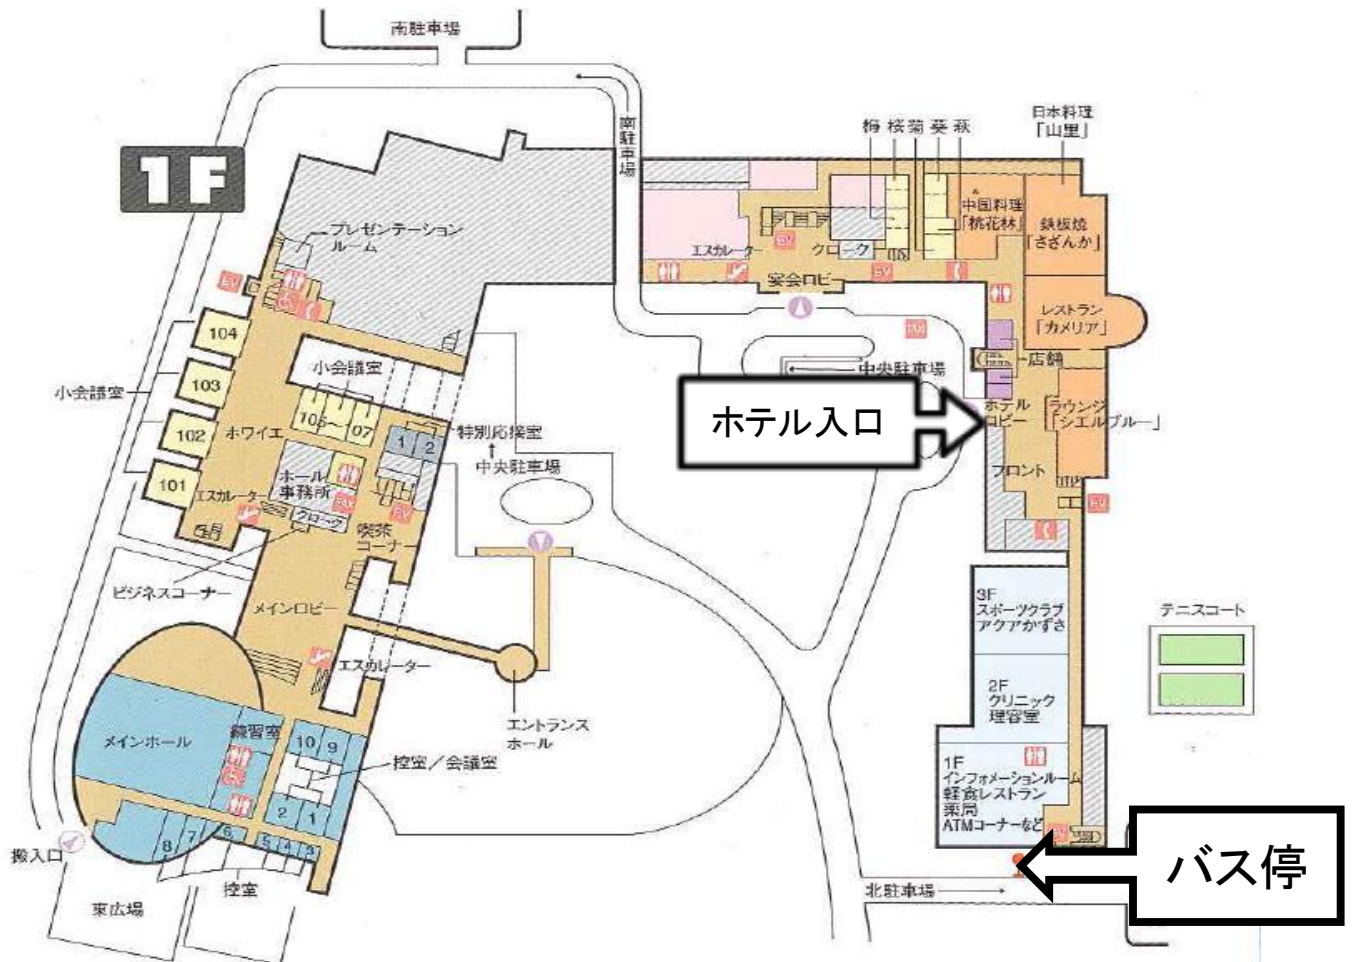 南駐車場
1F
南駐車場
梅 桜 菊 葵 萩
日本料理
「山里」
中国料理
「桃花林」
鉄板焼
「さざんか」
プレゼンテーション
ルーム
エスカレーター
EV
クローク
EV
宴会ロビー
EV
レストラン
「カメリア」
104
小会議室
店舗
中央駐車場
小会議室
103
ホテル入口
ホテル
ロビー
ラウンジ
「シエルブルー」
102
ホワイエ
106～107
1
2
特別応接室
中央駐車場
フロント
101
エスカレーター
ホール
事務所
FAX
クローク
EV
EV
喫茶
コーナー
ビジネスコーナー
メインロビー
3F
スポーツクラブ
アクアかずさ
テニスコート
エスカレーター
2F
クリニック
理容室
エントランス
ホール
メインホール
練習室
10
9
控室／会議室
1F
インフォメーションルーム
軽食レストラン
薬局
ATMコーナーなど
2
1
8
7
6
5
4
3
EV
バス停
搬入口
控室
北駐車場
東広場